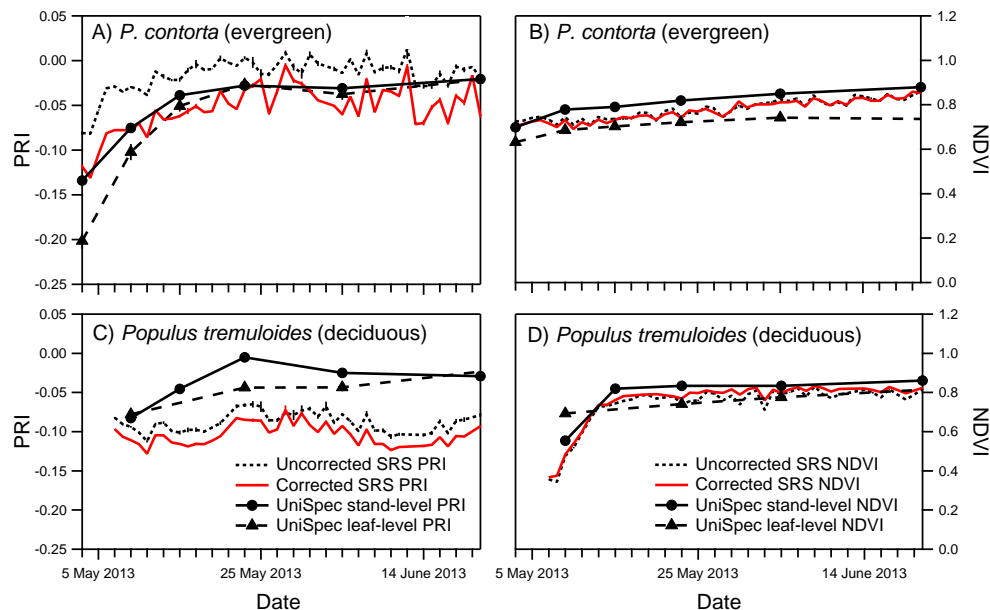 A) P. contorta (evergreen)
0.05
0.00
-0.05
-0.10
-0.15
-0.20
-0.25
PRI
B) P. contorta (evergreen)
1.2
1.0
0.8
0.6
0.4
0.2
0.0
NDVI
C) Populus tremuloides (deciduous)
0.00
-0.05
-0.10
-0.15
-0.25
PRI
Uncorrected SRS PRI
Corrected SRS PRI
UniSpec stand-level PRI
UniSpec leaf-level PRI
5 May 2013
25 May 2013
14 June 2013
Date
D) Populus tremuloides (deciduous)
1.2
1.0
0.8
0.6
0.4
0.2
0.0
NDVI
Uncorrected SRS NDVI
Corrected SRS NDVI
UniSpec stand-level NDVI
UniSpec leaf-level NDVI
5 May 2013
25 May 2013
14 June 2013
Date